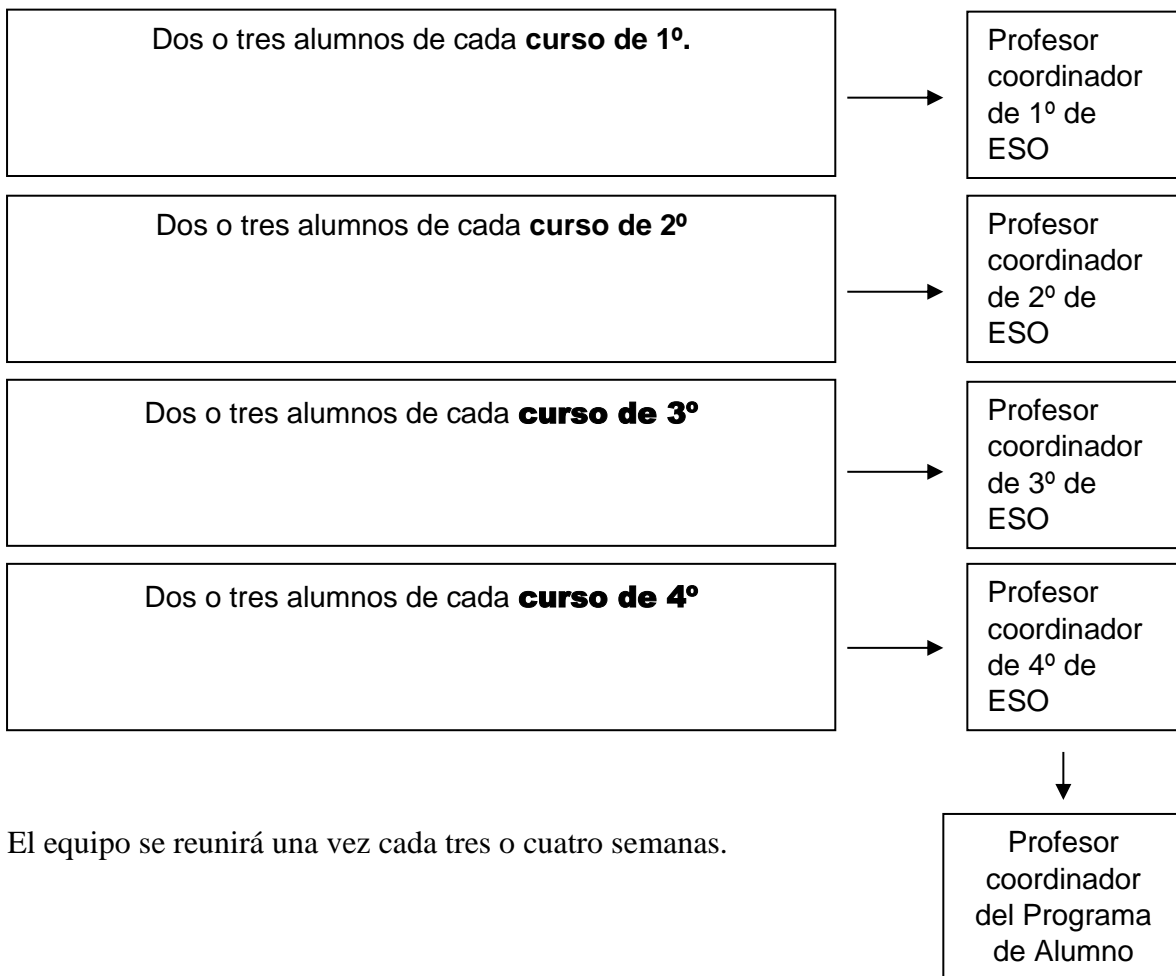 Dos o tres alumnos de cada curso de 1º.
Profesor
coordinador
de 1º de
ESO
Dos o tres alumnos de cada curso de 2º
Profesor
coordinador
de 2º de
ESO
Dos o tres alumnos de cada curso de 3º
Profesor
coordinador
de 3º de
ESO
Dos o tres alumnos de cada curso de 4º
Profesor
coordinador
de 4º de
ESO
El equipo se reunirá una vez cada tres o cuatro semanas.
Profesor
coordinador
del Programa
de Alumno